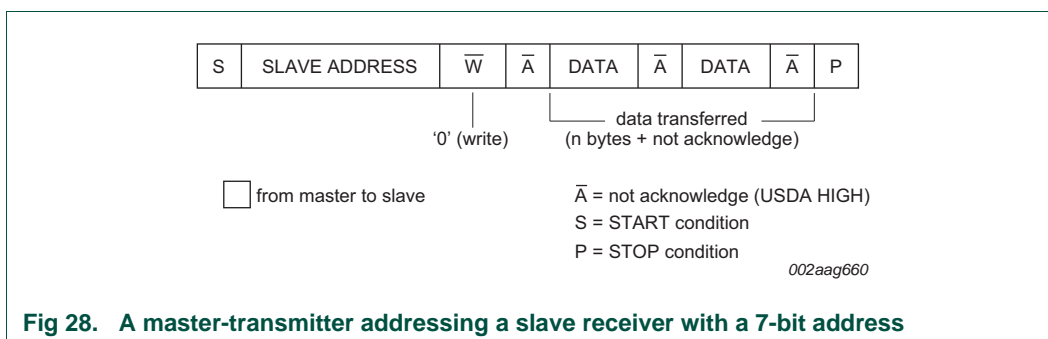 S SLAVE ADDRESS W̅ A̅ DATA A̅ DATA A̅ P
data transferred
‘0’ (write) (n bytes + not acknowledge)
from master to slave
A̅ = not acknowledge (USDA HIGH)
S = START condition
P = STOP condition
002aag660
Fig 28. A master-transmitter addressing a slave receiver with a 7-bit address